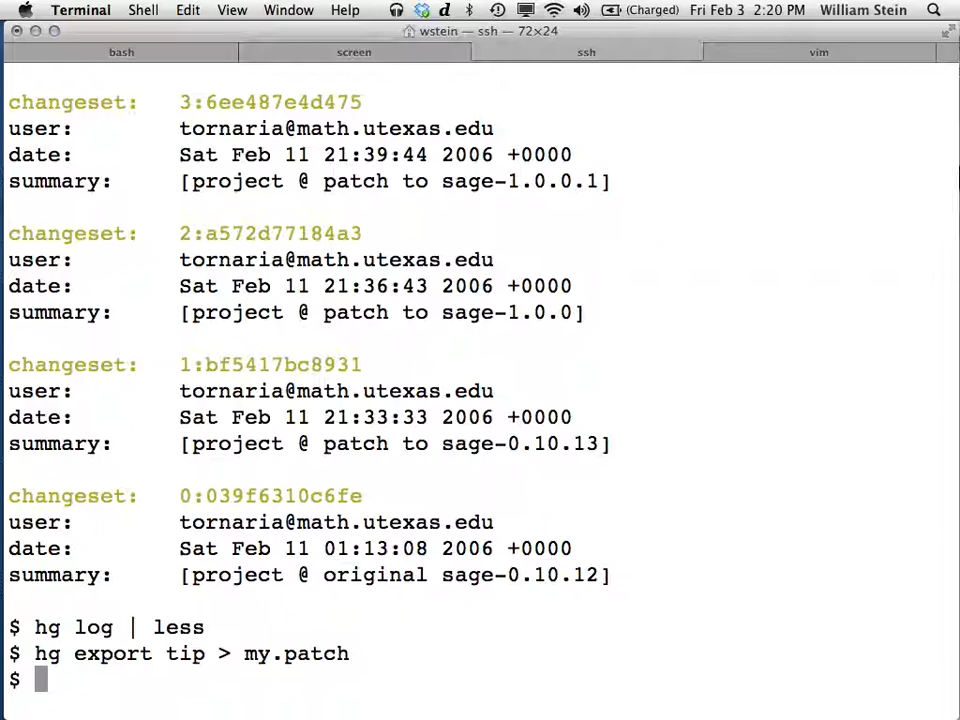 Terminal Shell Edit View Window Help (Charged) Fri Feb 3 2:20 PM William Stein
wstein — ssh — 72×24
bash screen ssh vim
changeset: 3:6ee487e4d475
user: tornaria@math.utexas.edu
date: Sat Feb 11 21:39:44 2006 +0000
summary: [project @ patch to sage-1.0.0.1]
changeset: 2:a572d77184a3
user: tornaria@math.utexas.edu
date: Sat Feb 11 21:36:43 2006 +0000
summary: [project @ patch to sage-1.0.0]
changeset: 1:bf5417bc8931
user: tornaria@math.utexas.edu
date: Sat Feb 11 21:33:33 2006 +0000
summary: [project @ patch to sage-0.10.13]
changeset: 0:039f6310c6fe
user: tornaria@math.utexas.edu
date: Sat Feb 11 01:13:08 2006 +0000
summary: [project @ original sage-0.10.12]
$ hg log | less
$ hg export tip > my.patch
$